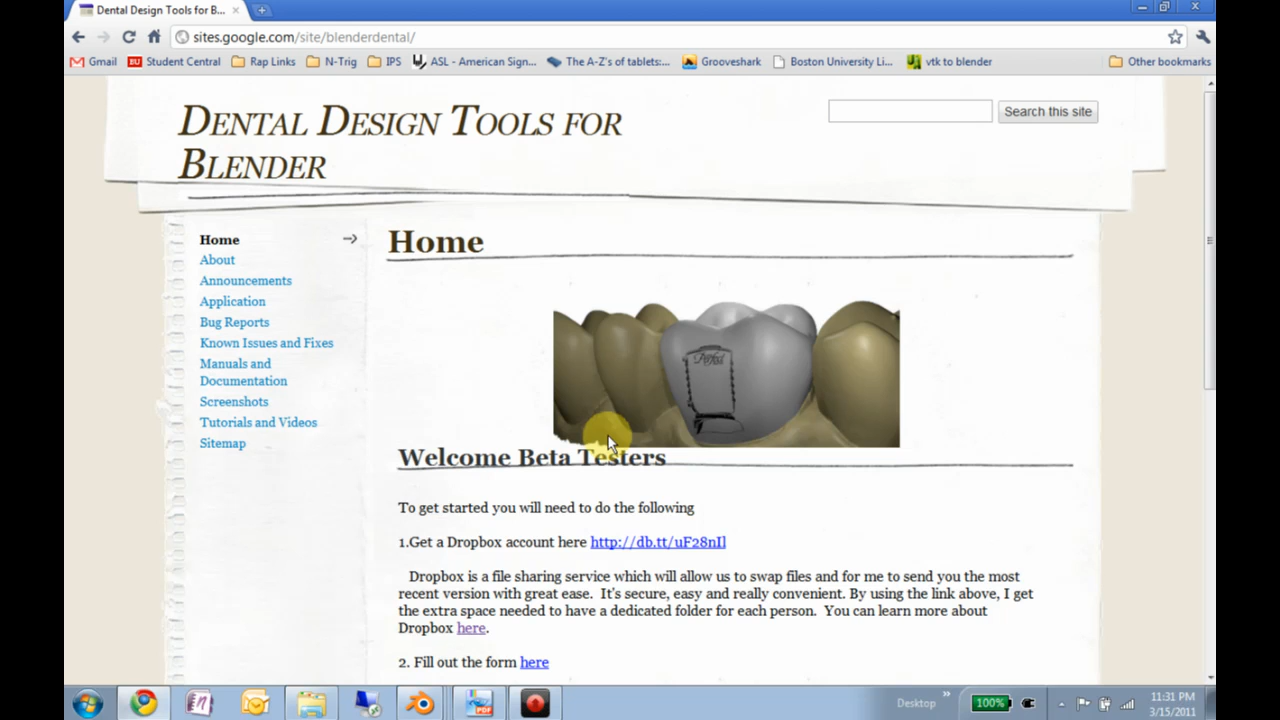 Dental Design Tools for B...
sites.google.com/site/blenderdental/
Gmail
Student Central
Rap Links
N-Trig
IPS
ASL - American Sign...
The A-Z's of tablets:...
Grooveshark
Boston University Li...
vtk to blender
Other bookmarks
DENTAL DESIGN TOOLS FOR
BLENDER
Search this site
Home
About
Announcements
Application
Bug Reports
Known Issues and Fixes
Manuals and
Documentation
Screenshots
Tutorials and Videos
Sitemap
Home
Welcome Beta Testers
To get started you will need to do the following
1.Get a Dropbox account here http://db.tt/uF28nIl
Dropbox is a file sharing service which will allow us to swap files and for me to send you the most
recent version with great ease. It's secure, easy and really convenient. By using the link above, I get
the extra space needed to have a dedicated folder for each person. You can learn more about
Dropbox here.
2. Fill out the form here
Desktop
100%
11:31 PM
3/15/2011